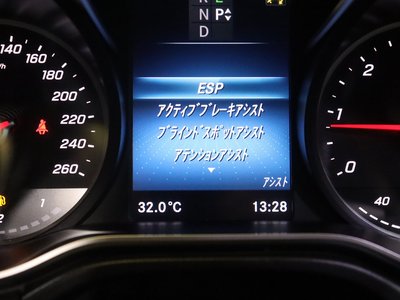 R E
N P
D
ESP
アクティブブレーキアシスト
ブラインドスポットアシスト
アテンションアシスト
アシスト
32.0°C 13:28
140
160
200
220
240
260
1
2
1
0
40